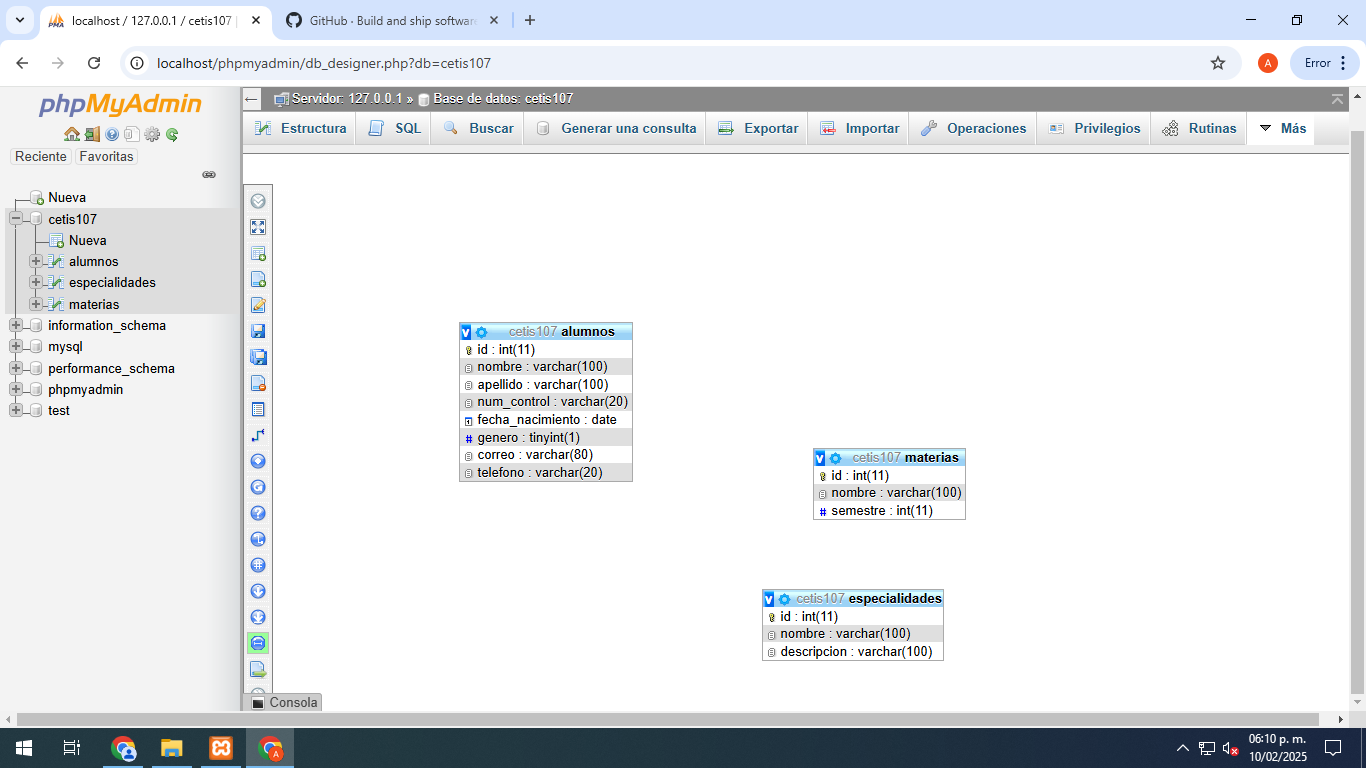 localhost / 127.0.0.1 / cetis107 |
GitHub · Build and ship software
localhost/phpmyadmin/db_designer.php?db=cetis107
A
Error
phpMyAdmin
Reciente
Favoritas
Nueva
cetis107
Nueva
alumnos
especialidades
materias
information_schema
mysql
performance_schema
phpmyadmin
test
Servidor: 127.0.0.1 » Base de datos: cetis107
Estructura
SQL
Buscar
Generar una consulta
Exportar
Importar
Operaciones
Privilegios
Rutinas
Más
cetis107 alumnos
id : int(11)
nombre : varchar(100)
apellido : varchar(100)
num_control : varchar(20)
fecha_nacimiento : date
genero : tinyint(1)
correo : varchar(80)
telefono : varchar(20)
cetis107 materias
id : int(11)
nombre : varchar(100)
semestre : int(11)
cetis107 especialidades
id : int(11)
nombre : varchar(100)
descripcion : varchar(100)
Consola
06:10 p. m.
10/02/2025